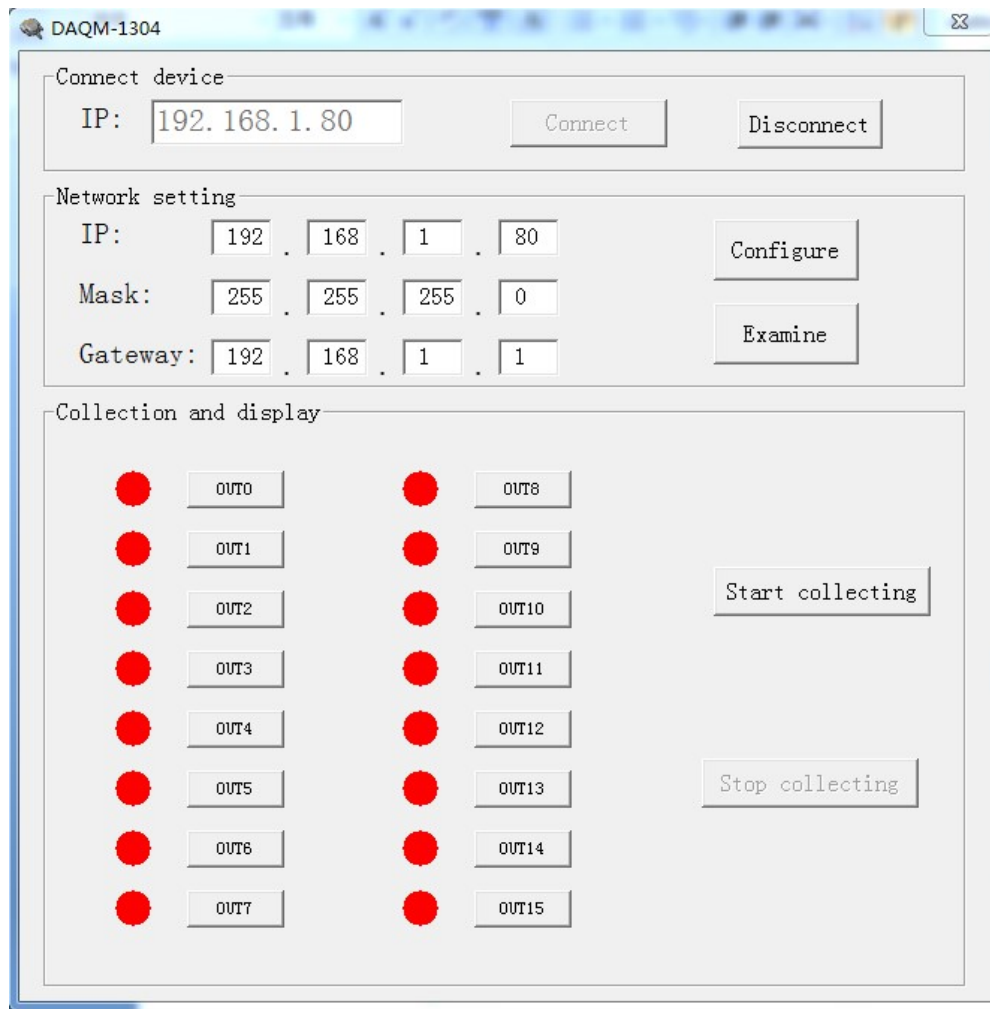 DAQM-1304
Connect device
IP: 192.168.1.80 Connect Disconnect
Network setting
IP: 192 . 168 . 1 . 80 Configure
Mask: 255 . 255 . 255 . 0
Examine
Gateway: 192 . 168 . 1 . 1
Collection and display
OUT0 OUT8
OUT1 OUT9
Start collecting
OUT2 OUT10
OUT3 OUT11
OUT4 OUT12
OUT5 OUT13 Stop collecting
OUT6 OUT14
OUT7 OUT15